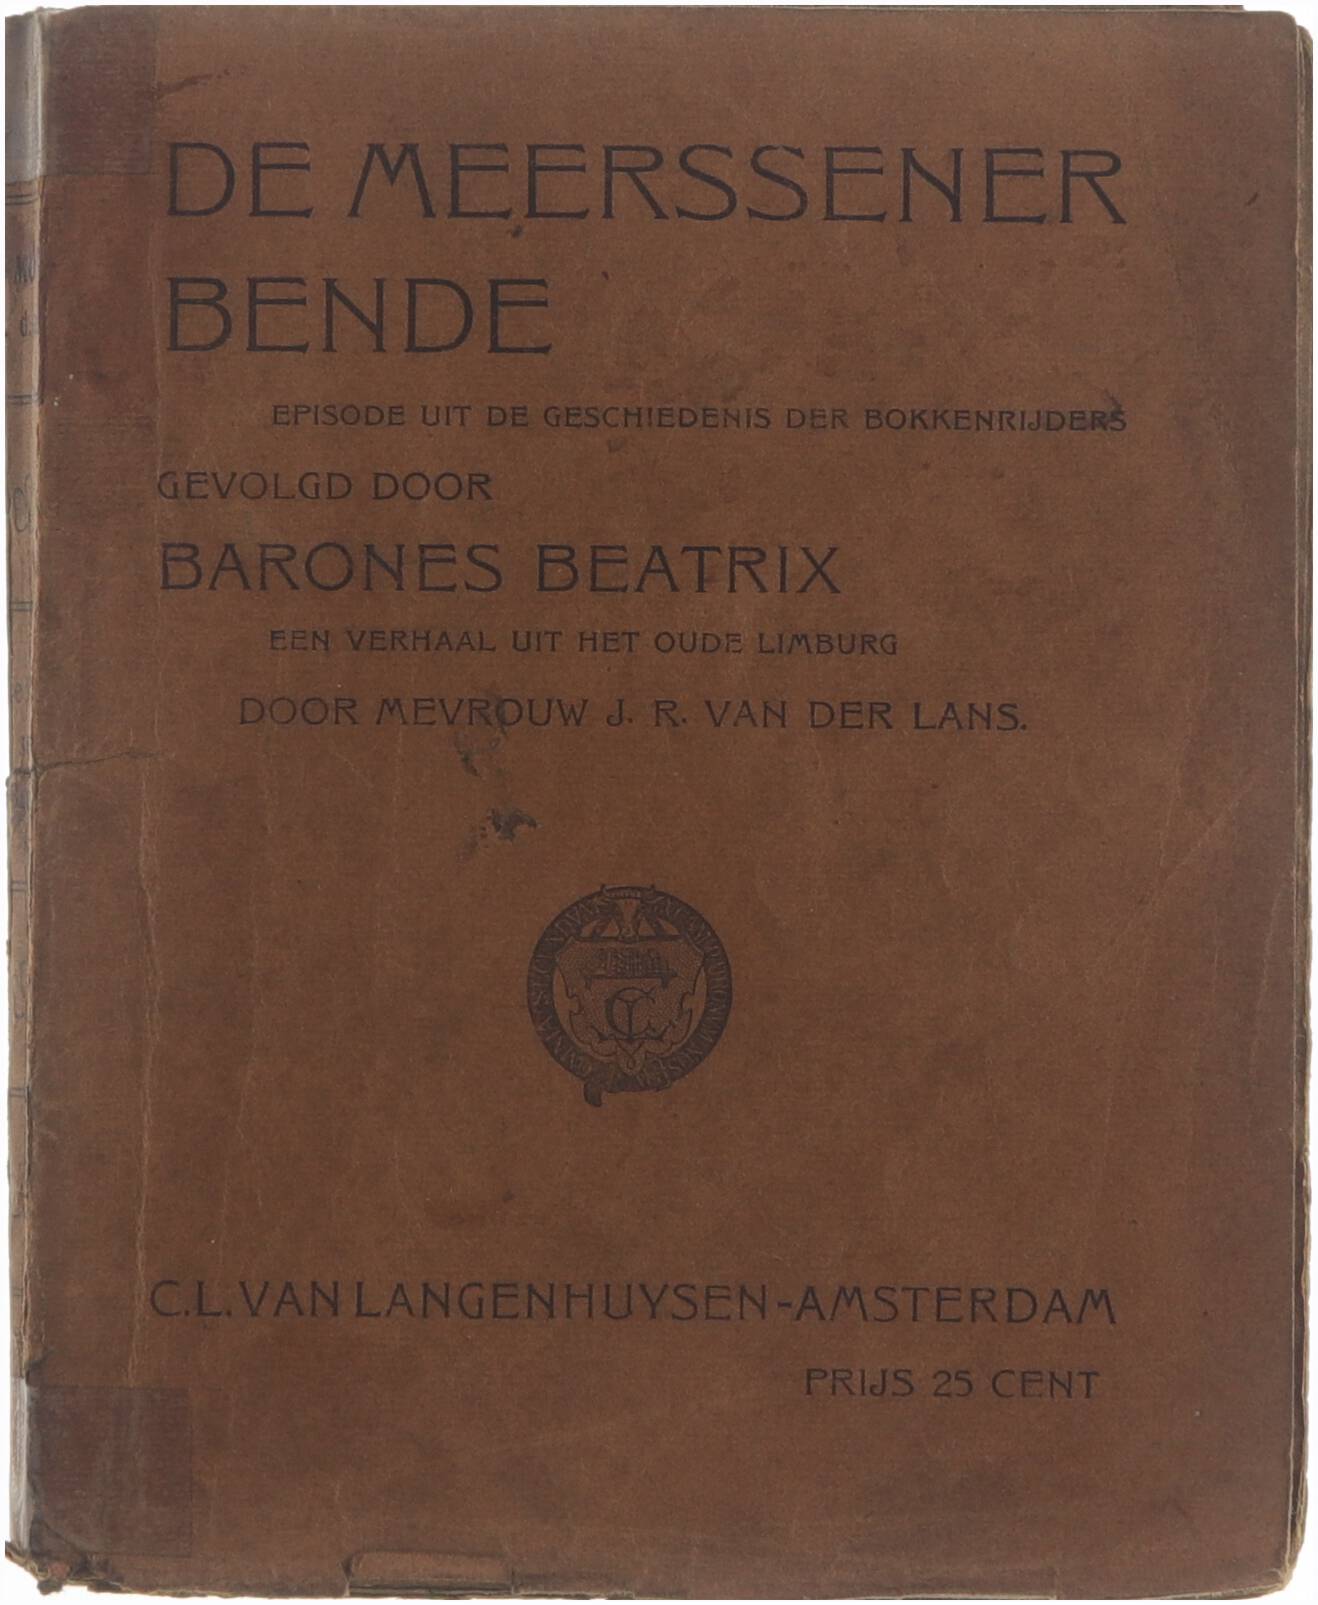 DE MEERSSENER
BENDE
EPISODE UIT DE GESCHIEDENIS DER BOKKENRIJDERS
GEVOLGD DOOR
BARONES BEATRIX
EEN VERHAAL UIT HET OUDE LIMBURG
DOOR MEVROUW J. R. VAN DER LANS.
C.L. VAN LANGENHUYSEN-AMSTERDAM
PRIJS 25 CENT